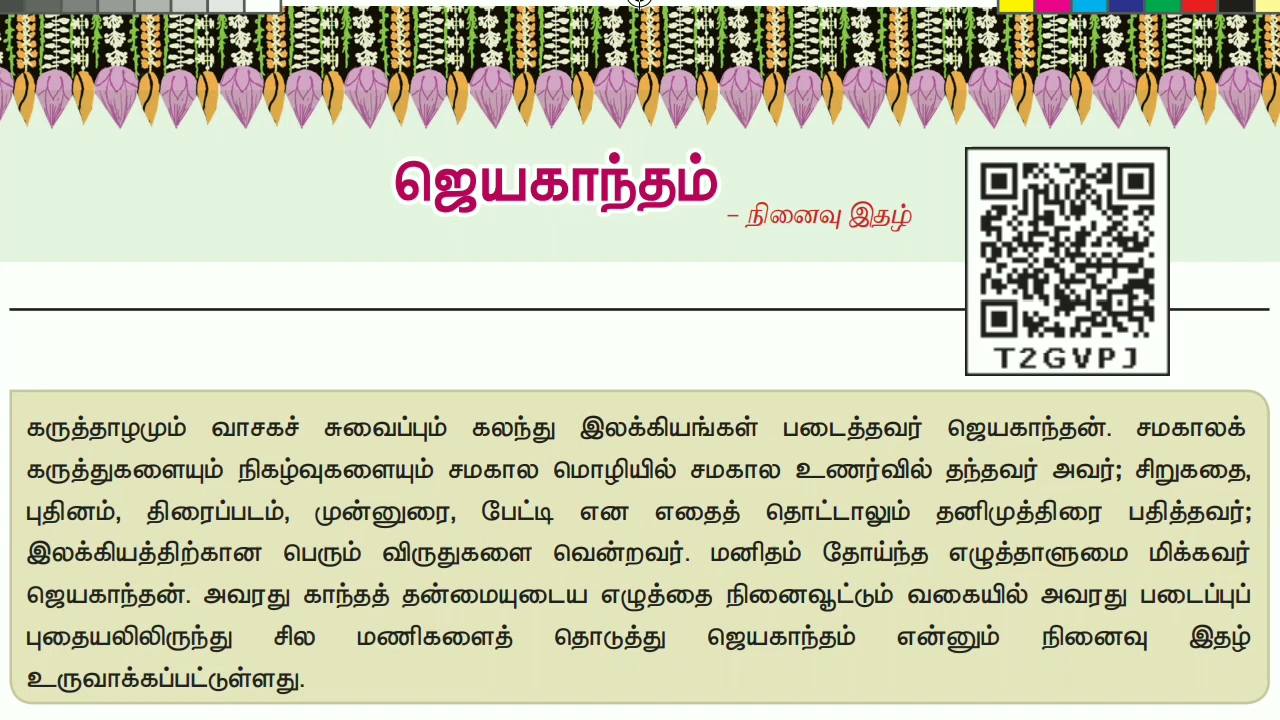 ஜெயகாந்தம்
– நினைவு இதழ்
T2GVPJ
கருத்தாழமும் வாசகச் சுவைப்பும் கலந்து இலக்கியங்கள் படைத்தவர் ஜெயகாந்தன். சமகாலக்
கருத்துகளையும் நிகழ்வுகளையும் சமகால மொழியில் சமகால உணர்வில் தந்தவர் அவர்; சிறுகதை,
புதினம், திரைப்படம், முன்னுரை, பேட்டி என எதைத் தொட்டாலும் தனிமுத்திரை பதித்தவர்;
இலக்கியத்திற்கான பெரும் விருதுகளை வென்றவர். மனிதம் தோய்ந்த எழுத்தாளுமை மிக்கவர்
ஜெயகாந்தன். அவரது காந்தத் தன்மையுடைய எழுத்தை நினைவூட்டும் வகையில் அவரது படைப்புப்
புதையலிலிருந்து சில மணிகளைத் தொடுத்து ஜெயகாந்தம் என்னும் நினைவு இதழ்
உருவாக்கப்பட்டுள்ளது.